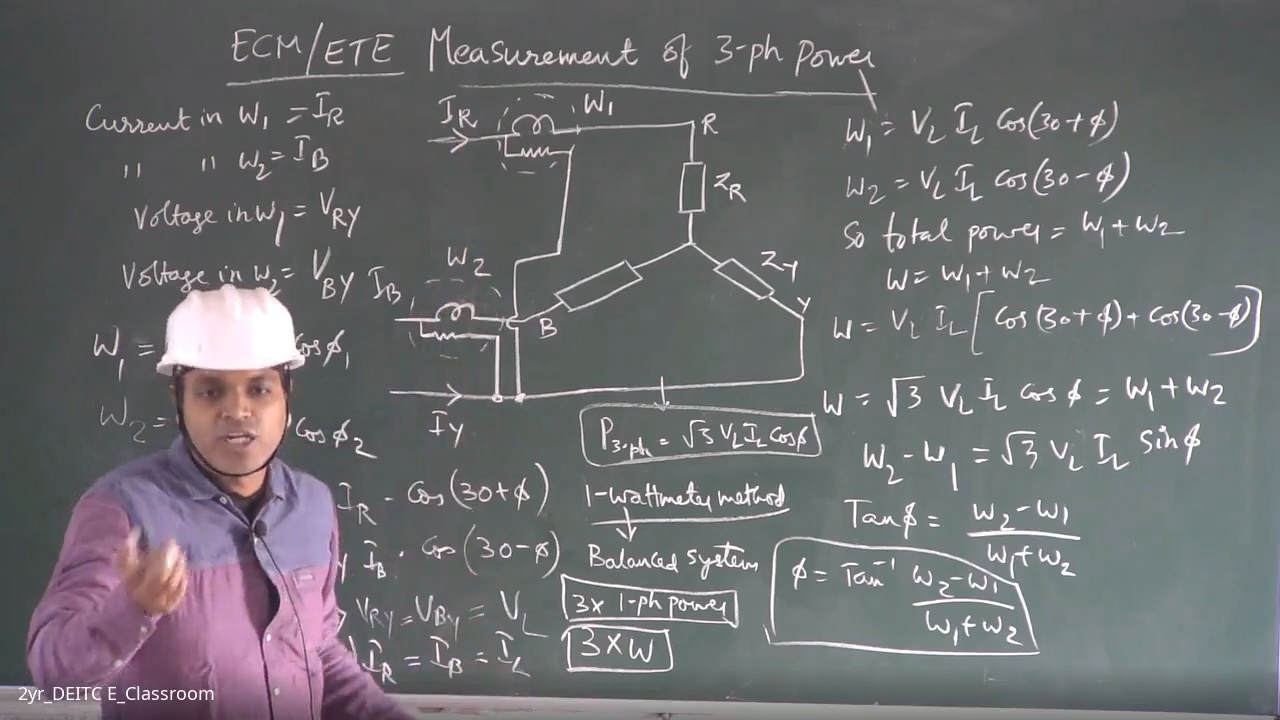 ECM/ETE Measurement of 3-ph Power
Current in W1 = IR
" " W2 = IB
Voltage in W1 = VRY
Voltage in W2 = VBY
W1 = cosφ1
W2 = cosφ2
IR - cos(30+φ)
Y IB · cos(30-φ)
VRY = VBY = VL
IR = IB = IL
IR
W1
R
ZR
W2
IB
B
ZY
Y
IY
P3-ph = √3 VL IL cosφ
1-wattmeter method
Balanced system
3x 1-ph power
3xW
W1 = VL IL cos(30+φ)
W2 = VL IL cos(30-φ)
So total power = W1+W2
W = W1+W2
W = VL IL [cos(30+φ)+cos(30-φ)]
W = √3 VL IL cosφ = W1+W2
W2-W1 = √3 VL IL sinφ
Tanφ = W2-W1
W1+W2
φ = Tan-1 W2-W1
W1+W2
2yr_DEITC E_Classroom